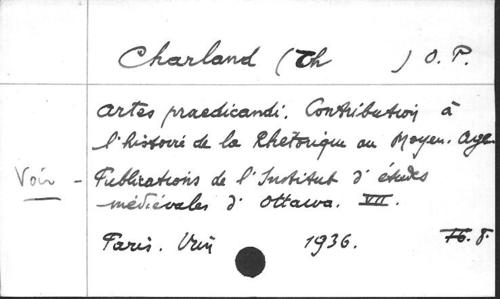 Charland (Th ) O. P.
Artes praedicandi. Contribution à
l'histoire de la Rhétorique au Moyen. Age
Voir - Publications de l'Institut d'études
médiévales d'Ottawa. VII.
Paris. Vrin 1936.